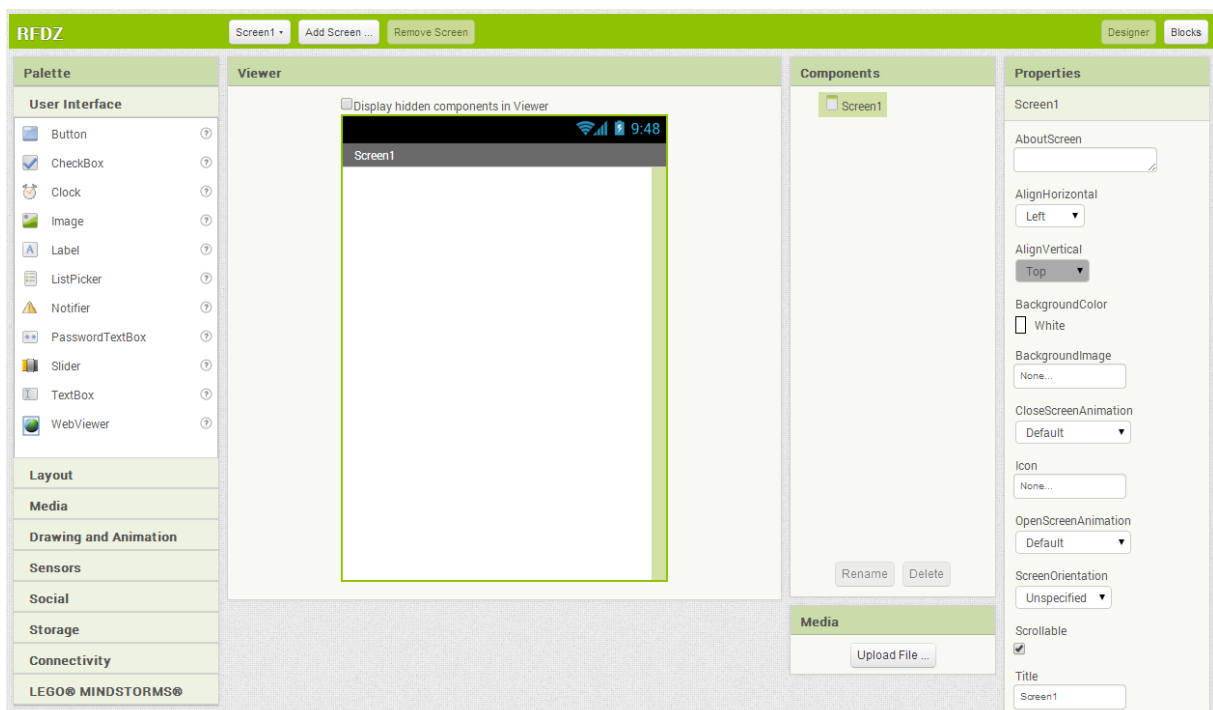 RFDZ
Screen1
Add Screen ...
Remove Screen
Designer
Blocks
Palette
User Interface
Button
CheckBox
Clock
Image
Label
ListPicker
Notifier
PasswordTextBox
Slider
TextBox
WebViewer
Layout
Media
Drawing and Animation
Sensors
Social
Storage
Connectivity
LEGO® MINDSTORMS®
Viewer
Display hidden components in Viewer
9:48
Screen1
Components
Screen1
Rename
Delete
Media
Upload File ...
Properties
Screen1
AboutScreen
AlignHorizontal
Left
AlignVertical
Top
BackgroundColor
White
BackgroundImage
None...
CloseScreenAnimation
Default
Icon
None...
OpenScreenAnimation
Default
ScreenOrientation
Unspecified
Scrollable
Title
Screen1